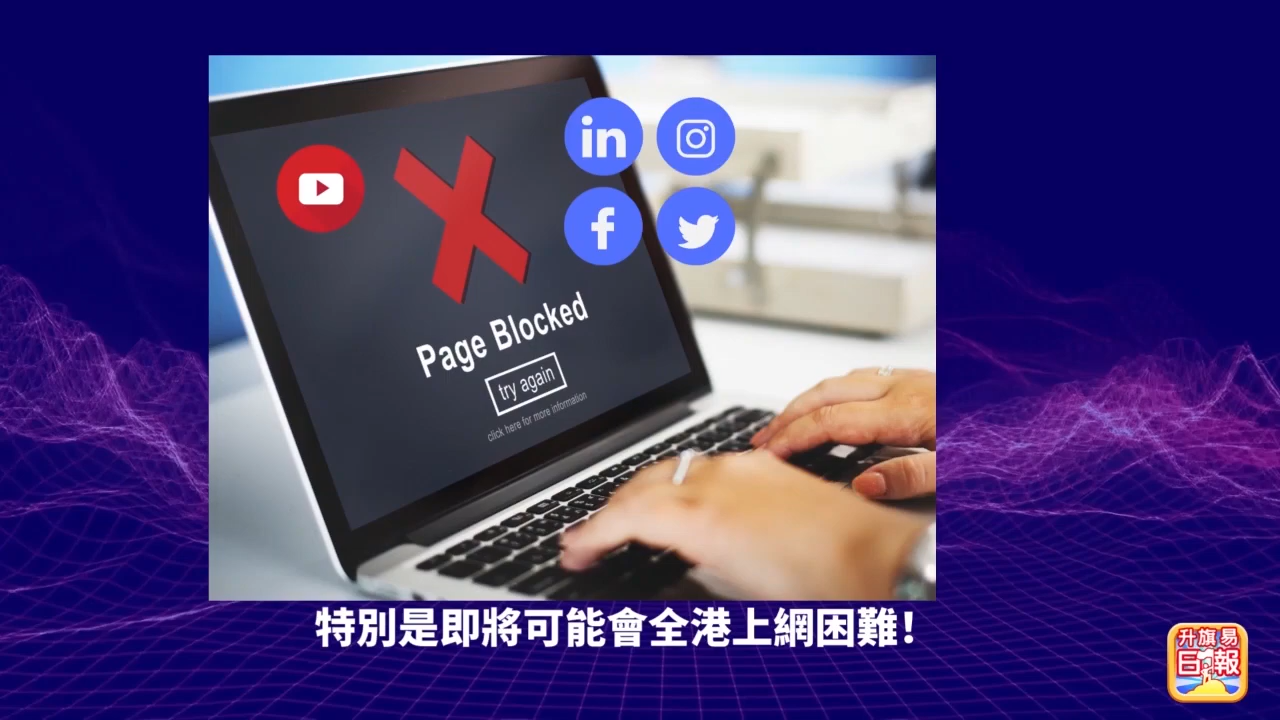 in
f
Page Blocked
try again
click here for more information
特別是即將可能會全港上網困難!
升旗易
日報